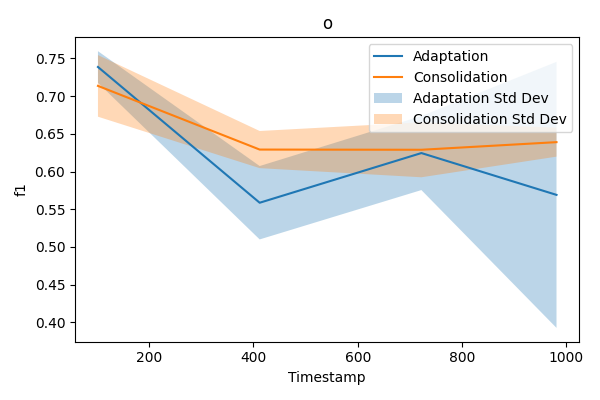 o
Adaptation
Consolidation
Adaptation Std Dev
Consolidation Std Dev
f1
0.75
0.70
0.65
0.60
0.55
0.50
0.45
0.40
200
400
600
800
1000
Timestamp